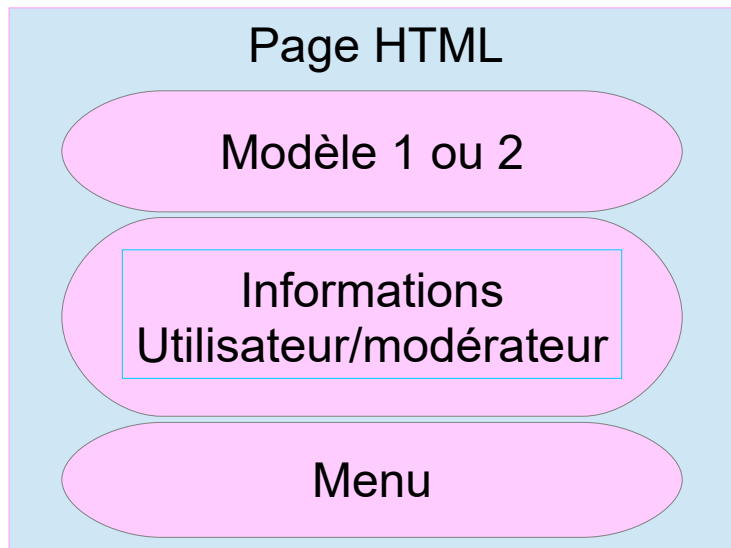 Page HTML
Modèle 1 ou 2
Informations
Utilisateur/modérateur
Menu